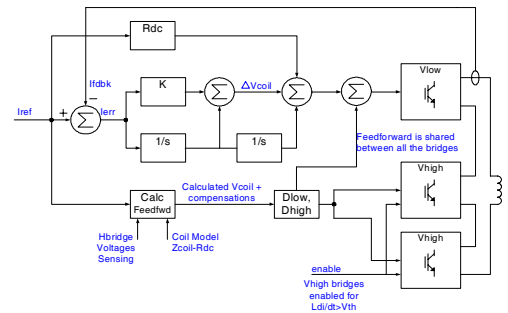 Rdc
Ifdbk
−
Vlow
K
Σ
ΔVcoil
Σ
Σ
Iref
+
Σ
Ierr
1/s
1/s
Feedforward is shared
between all the bridges
Vhigh
Calculated Vcoil +
compensations
Calc
Feedfwd
Dlow,
Dhigh
Hbridge
Voltages
Sensing
Coil Model
Zcoil-Rdc
Vhigh
enable
Vhigh bridges
enabled for
Ldi/dt>Vth